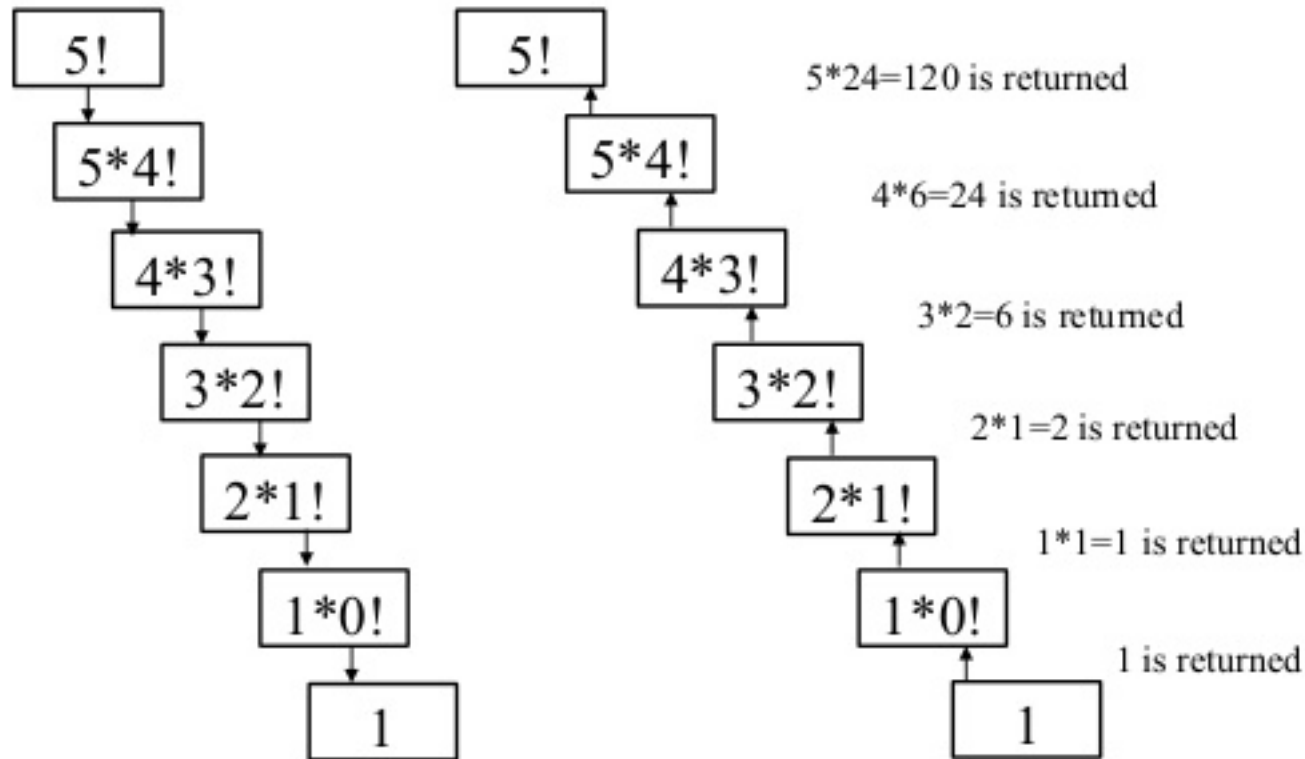 5!
5*4!
4*3!
3*2!
2*1!
1*0!
1
5!
5*4!
4*3!
3*2!
2*1!
1*0!
1
5*24=120 is returned
4*6=24 is returned
3*2=6 is returned
2*1=2 is returned
1*1=1 is returned
1 is returned